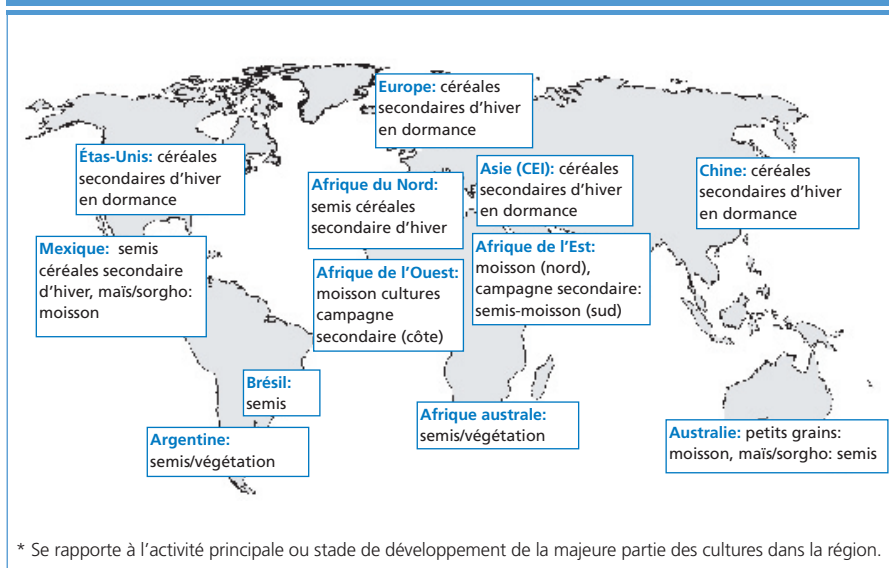 Europe: céréales
secondaires d'hiver
en dormance
Étas-Unis: céréales
secondaires d'hiver
en dormance
Afrique du Nord:
semis céréales
secondaire d'hiver
Asie (CEI): céréales
secondaires d'hiver
en dormance
Chine: céréales
secondaires d'hiver
en dormance
Mexique: semis
céréales secondaire
d'hiver, maïs/sorgho:
moisson
Afrique de l'Ouest:
moisson cultures
campagne
secondaire (côte)
Afrique de l'Est:
moisson (nord),
campagne secondaire:
semis-moisson (sud)
Brésil:
semis
Argentine:
semis/végétation
Afrique australe:
semis/végétation
Australie: petits grains:
moisson, maïs/sorgho: semis
* Se rapporte à l'activité principale ou stade de développement de la majeure partie des cultures dans la région.